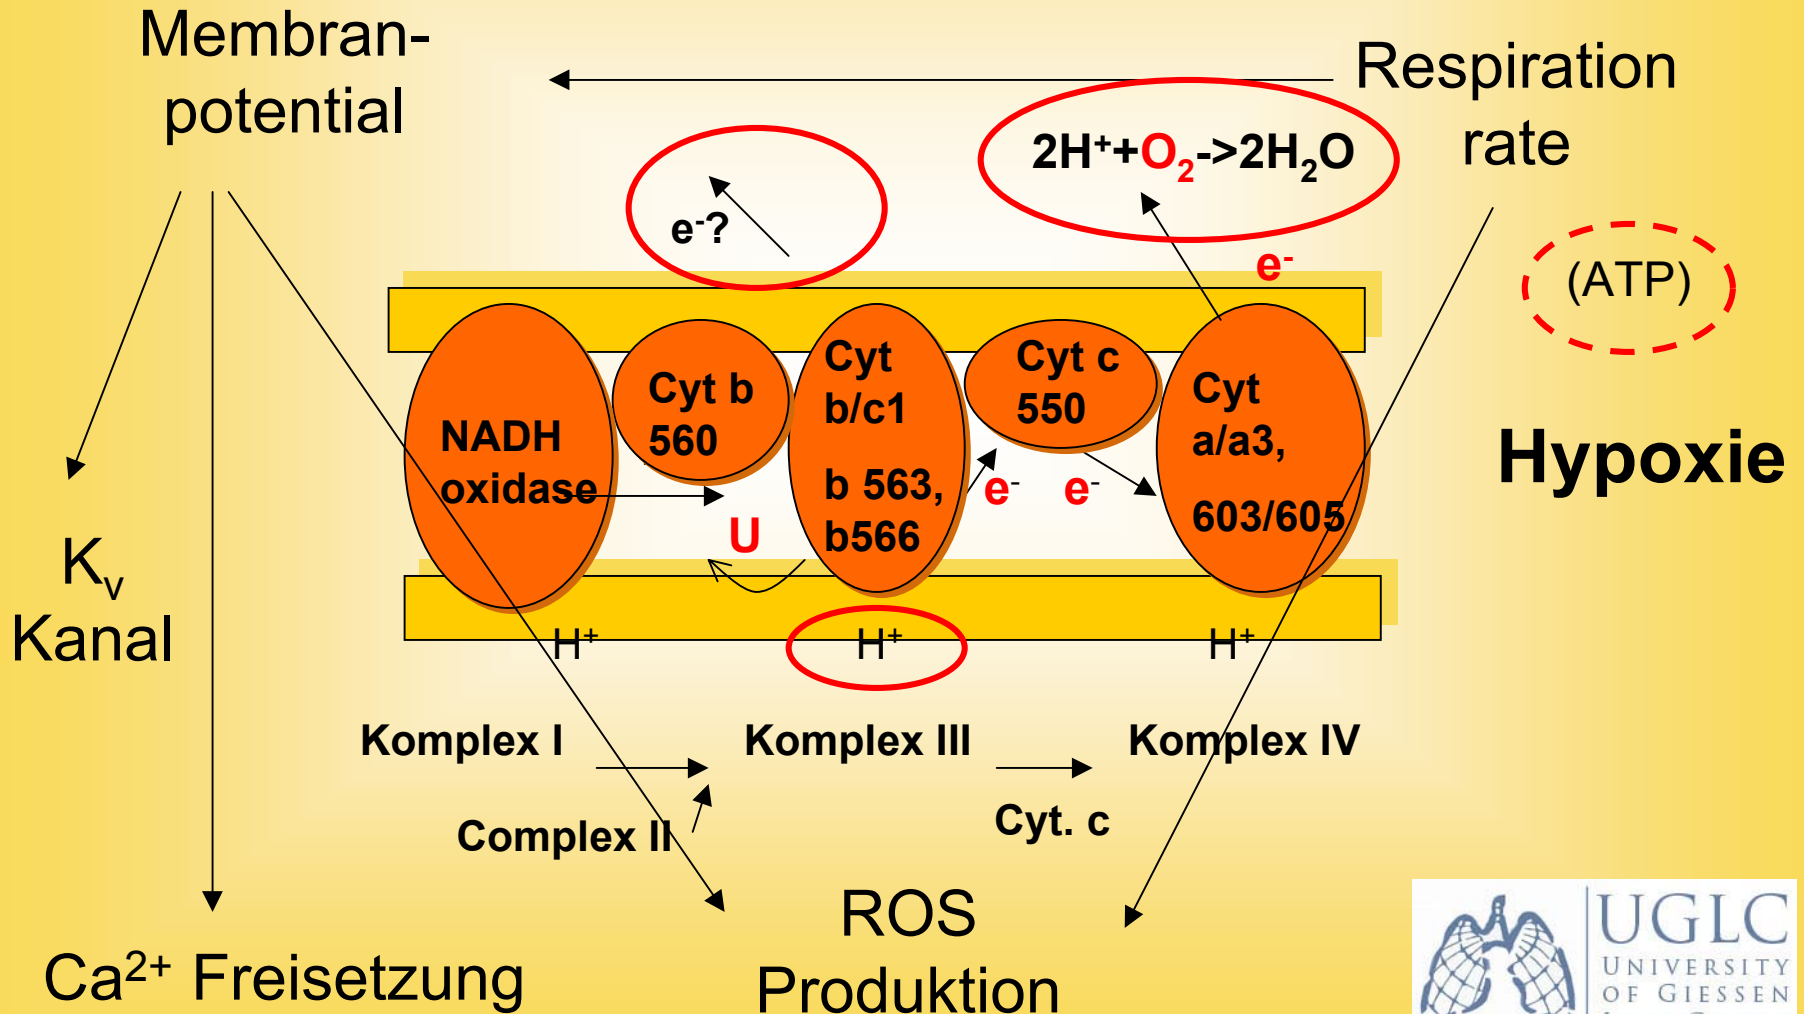 Membran-
potential
Respiration
rate
2H⁺+O₂->2H₂O
e⁻?
e⁻
(ATP)
NADH
oxidase
Cyt b
560
Cyt
b/c1
b 563,
b566
Cyt c
550
Cyt
a/a3,
603/605
U
e⁻
e⁻
Hypoxie
Kᵥ
Kanal
H⁺
H⁺
H⁺
Komplex I
Komplex III
Komplex IV
Complex II
Cyt. c
ROS
Produktion
Ca²⁺ Freisetzung
UGLC
UNIVERSITY
OF GIESSEN